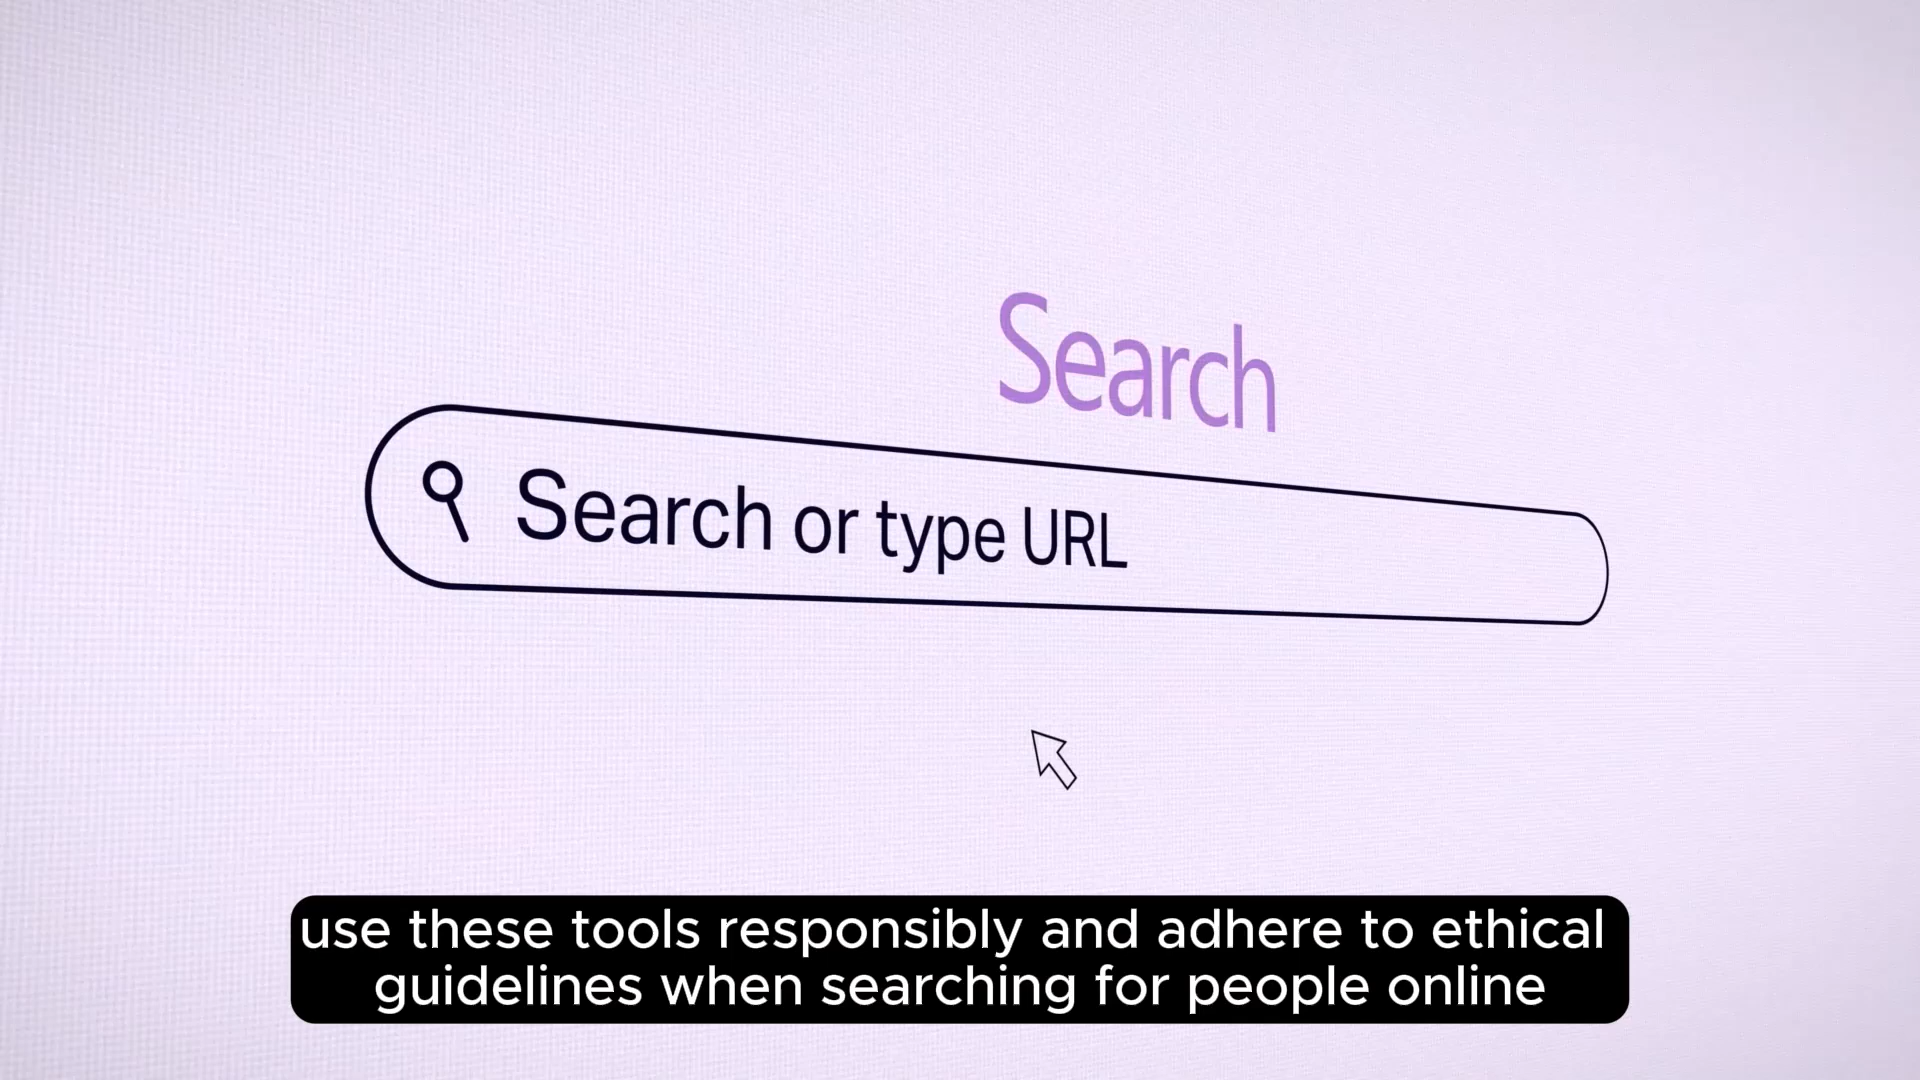 Search
Search or type URL
use these tools responsibly and adhere to ethical
guidelines when searching for people online